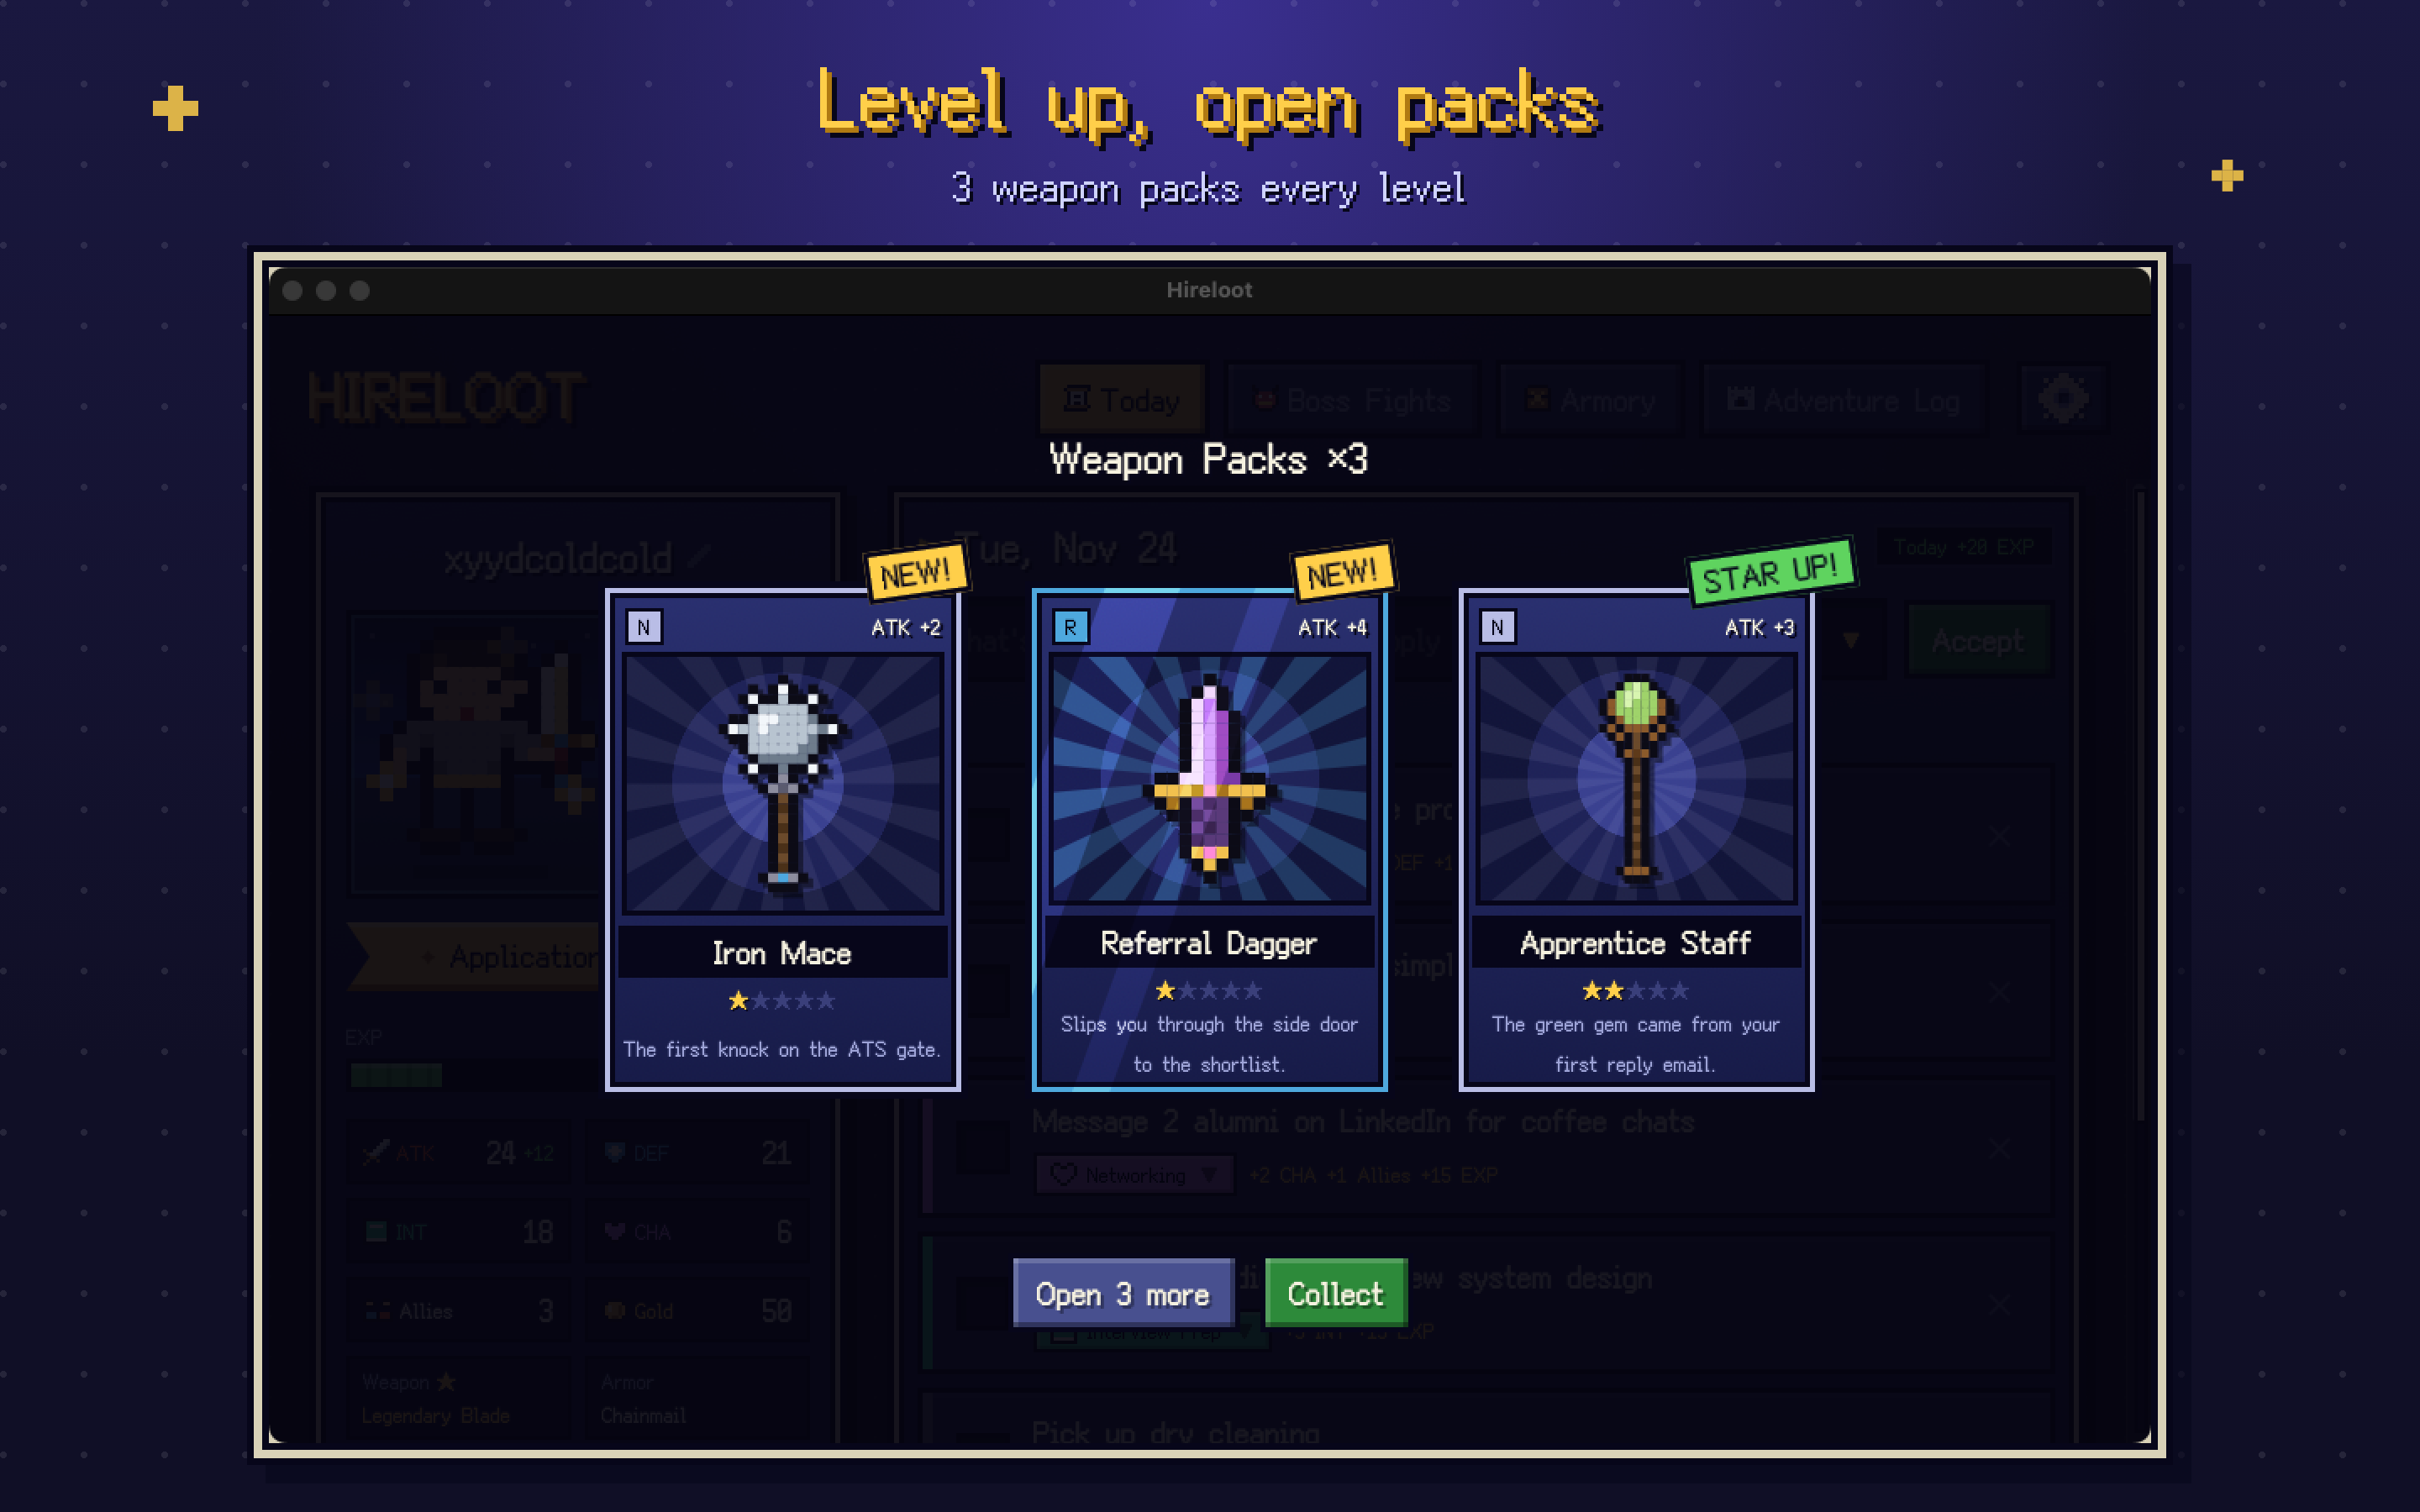 Level up, open packs
3 weapon packs every level
Hireloot
HIRELOOT
Today
Boss Fights
Armory
Adventure Log
Weapon Packs ×3
xyydcoldcold
Tue, Nov 24
Today +20 EXP
Accept
NEW!
N
ATK +2
Iron Mace
The first knock on the ATS gate.
NEW!
R
ATK +4
Referral Dagger
Slips you through the side door
to the shortlist.
STAR UP!
N
ATK +3
Apprentice Staff
The green gem came from your
first reply email.
EXP
ATK 24 +12
DEF 21
INT 18
CHA 6
Allies 3
Gold 50
Weapon
Legendary Blade
Armor
Chainmail
Message 2 alumni on LinkedIn for coffee chats
Networking
+2 CHA +1 Allies +15 EXP
system design
Open 3 more
Collect
Pick up dry cleaning